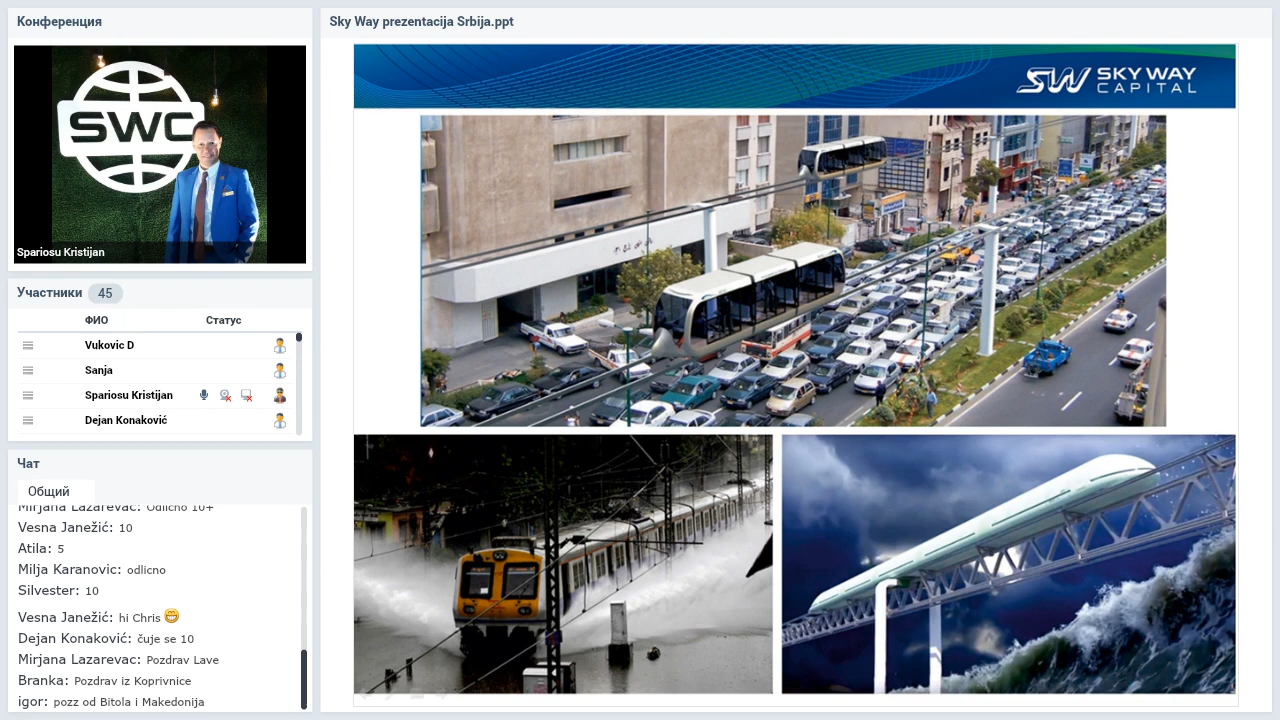 Конференция
SWC
Spariosu Kristijan
Участники 45
ФИО Статус
Vukovic D
Sanja
Spariosu Kristijan
Dejan Konaković
Чат
Общий
Mirjana Lazarevac: Odlicno 10+
Vesna Janežić: 10
Atila: 5
Milja Karanovic: odlicno
Silvester: 10
Vesna Janežić: hi Chris
Dejan Konaković: čuje se 10
Mirjana Lazarevac: Pozdrav Lave
Branka: Pozdrav iz Koprivnice
igor: pozz od Bitola i Makedonija
Sky Way prezentacija Srbija.ppt
SW SKY WAY
CAPITAL